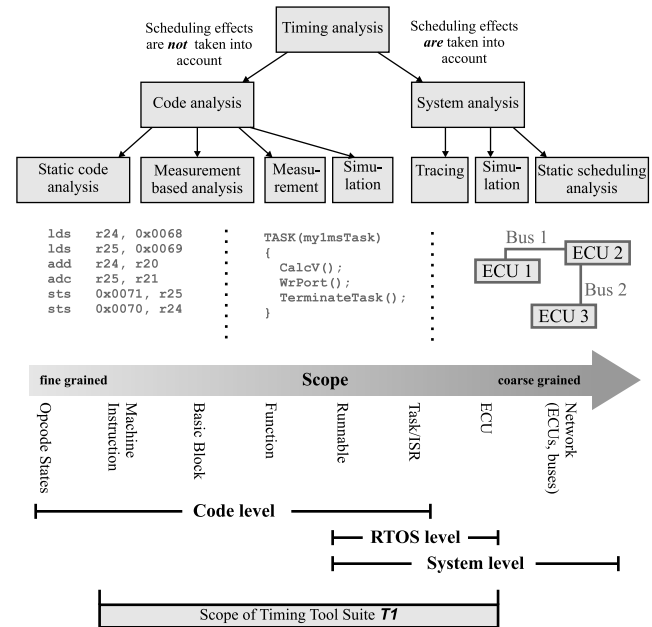 Timing analysis
Scheduling effects
are not taken into
account
Scheduling effects
are taken into
account
Code analysis
System analysis
Static code
analysis
Measurement
based analysis
Measure-
ment
Simu-
lation
Tracing
Simu-
lation
Static scheduling
analysis
lds r24, 0x0068
lds r25, 0x0069
add r24, r20
adc r25, r21
sts 0x0071, r25
sts 0x0070, r24
TASK(my1msTask)
{
CalcV();
WrPort();
TerminateTask();
}
Bus 1
ECU 1
ECU 2
Bus 2
ECU 3
fine grained
Scope
coarse grained
Opcode States
Machine
Instruction
Basic Block
Function
Runnable
Task/ISR
ECU
Network
(ECUs, buses)
Code level
RTOS level
System level
Scope of Timing Tool Suite T1